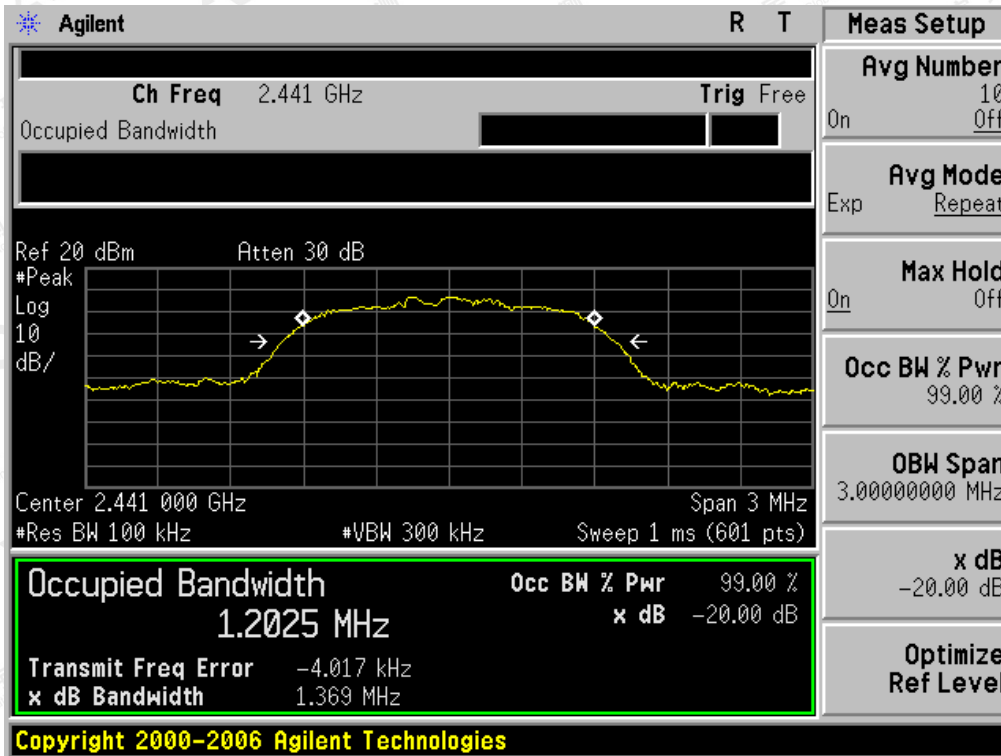 Agilent R T
Ch Freq 2.441 GHz Trig Free
Occupied Bandwidth
Ref 20 dBm Atten 30 dB
#Peak
Log
10
dB/
Center 2.441 000 GHz Span 3 MHz
#Res BW 100 kHz #VBW 300 kHz Sweep 1 ms (601 pts)
Occupied Bandwidth
1.2025 MHz
Occ BW % Pwr 99.00 %
x dB -20.00 dB
Transmit Freq Error -4.017 kHz
x dB Bandwidth 1.369 MHz
Copyright 2000-2006 Agilent Technologies
Meas Setup
Avg Number
10
On Off
Avg Mode
Exp Repeat
Max Hold
On Off
Occ BW % Pwr
99.00 %
OBW Span
3.00000000 MHz
x dB
-20.00 dB
Optimize
Ref Level